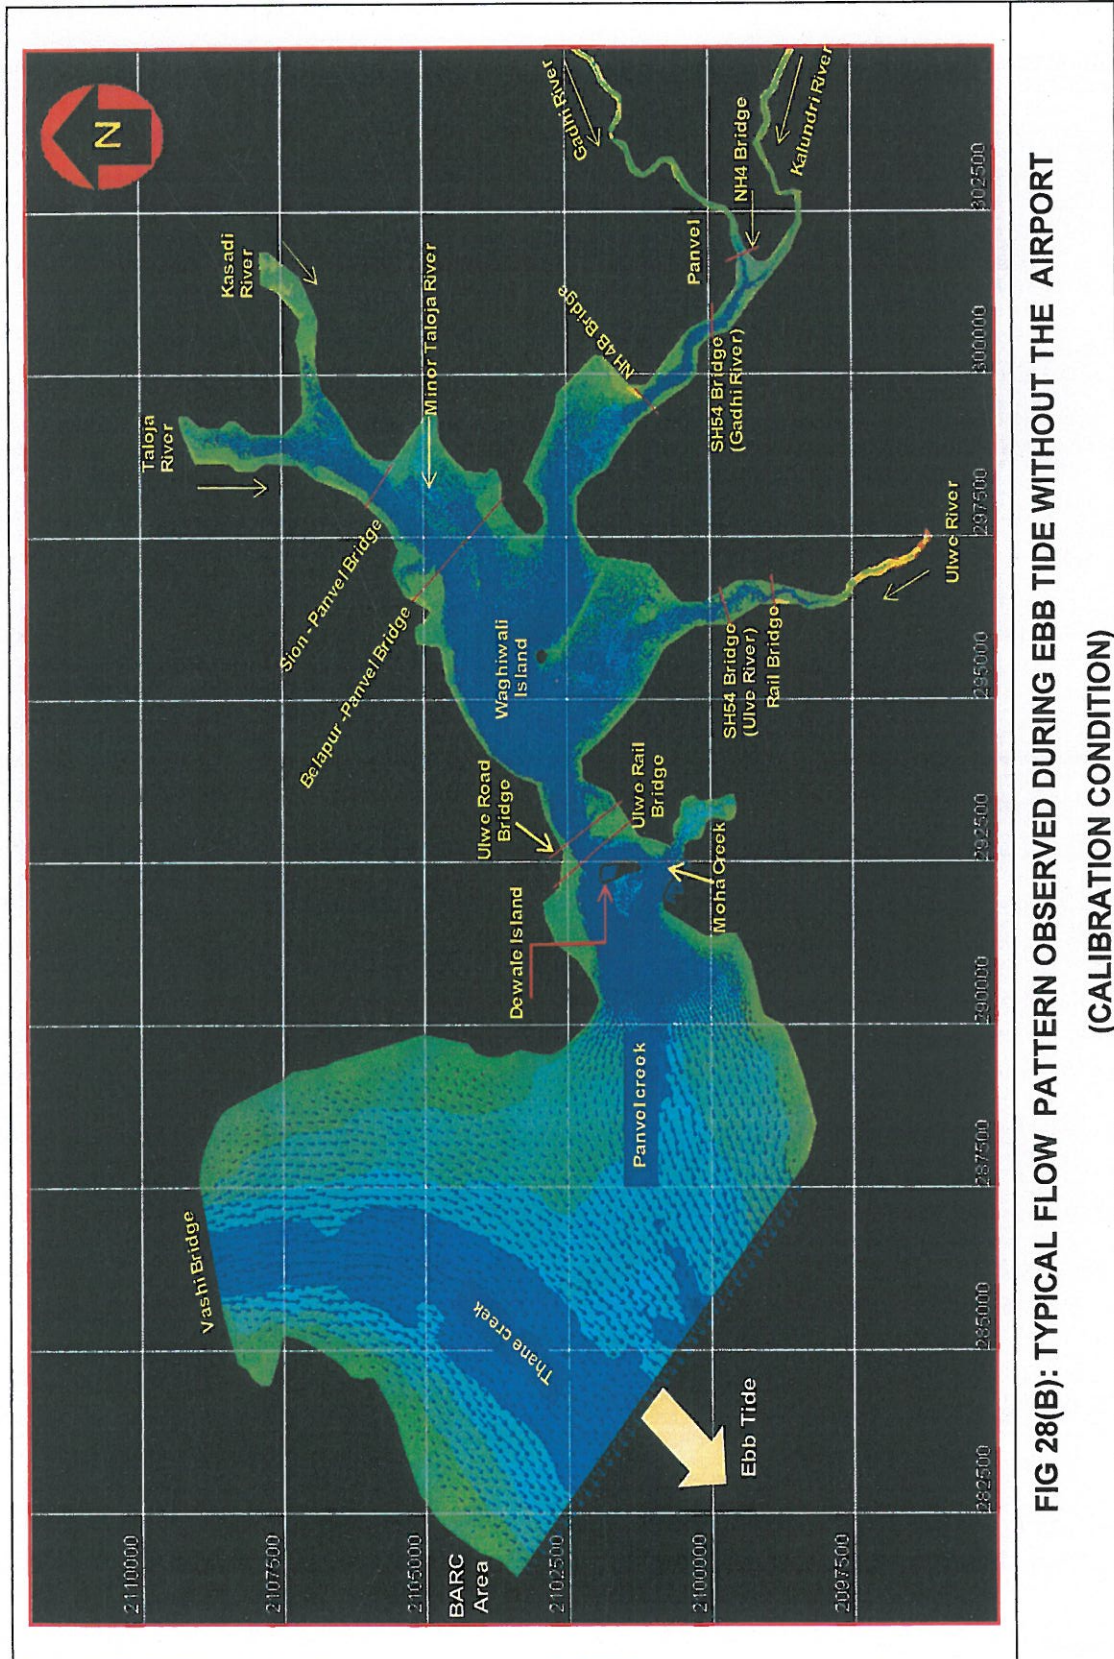 N
Gadhi River
Kalundri River
NH4 Bridge
Panvel
Kasadi
River
Taloja
River
Minor Taloja River
NH 4B Bridge
SH54 Bridge
(Gadhi River)
Sion - Panvel Bridge
Belapur -Panvel Bridge
Waghiwali
Island
Ulwe River
SH54 Bridge
(Ulve River)
Rail Bridge
Ulwe Road
Bridge
Ulwe Rail
Bridge
Moha Creek
Dewale Island
Panvel creek
Vashi Bridge
Thane creek
Ebb Tide
BARC
Area
2110000
2107500
2105000
2102500
2100000
2097500
282500
285000
287500
290000
292500
295000
297500
300000
302500
FIG 28(B): TYPICAL FLOW PATTERN OBSERVED DURING EBB TIDE WITHOUT THE AIRPORT
(CALIBRATION CONDITION)